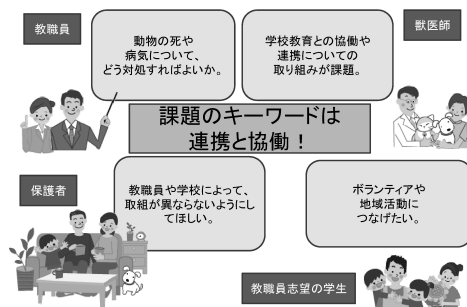 教職員
動物の死や
病気について、
どう対処すればよいか。
学校教育との協働や
連携についての
取り組みが課題。
獣医師
課題のキーワードは
連携と協働！
保護者
教職員や学校によって、
取組が異ならないようにし
てほしい。
ボランティアや
地域活動に
つなげたい。
教職員志望の学生